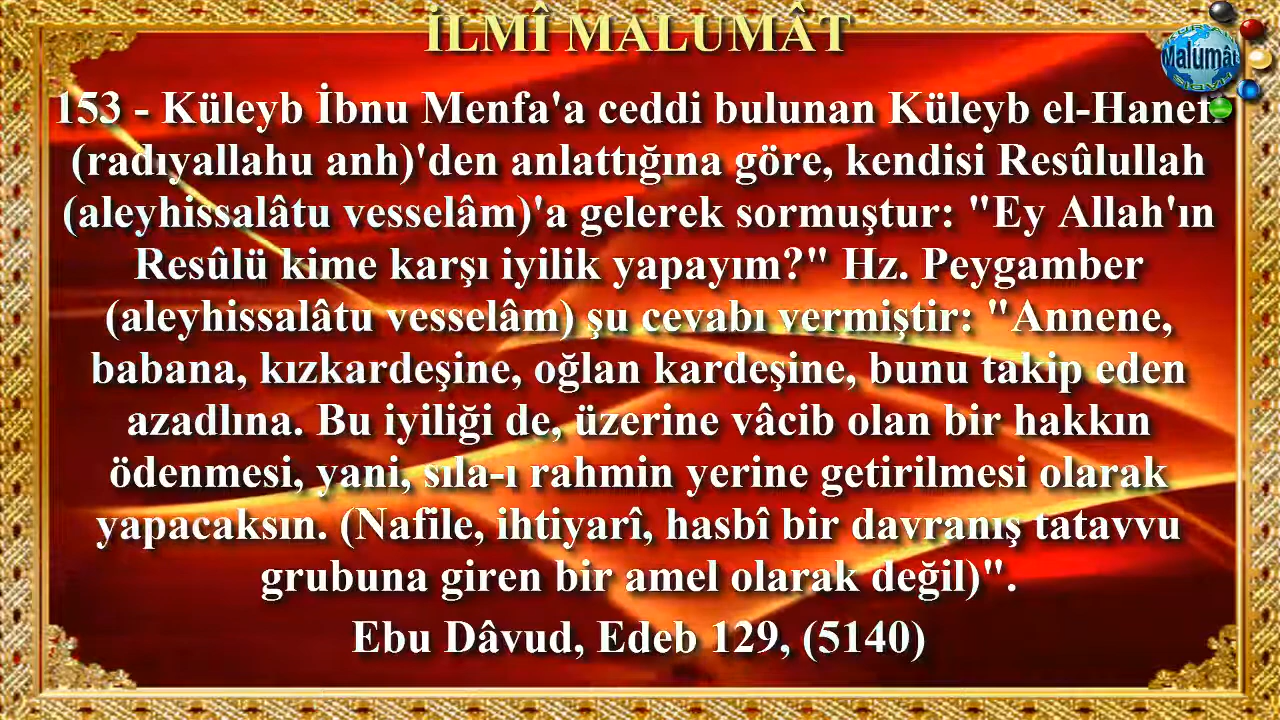 İLMÎ MALUMÂT
Malumât
153 - Küleyb İbnu Menfa'a ceddi bulunan Küleyb el-Hanefi
(radıyallahu anh)'den anlattığına göre, kendisi Resûlullah
(aleyhissalâtu vesselâm)'a gelerek sormuştur: "Ey Allah'ın
Resûlü kime karşı iyilik yapayım?" Hz. Peygamber
(aleyhissalâtu vesselâm) şu cevabı vermiştir: "Annene,
babana, kızkardeşine, oğlan kardeşine, bunu takip eden
azadlına. Bu iyiliği de, üzerine vâcib olan bir hakkın
ödenmesi, yani, sıla-ı rahmin yerine getirilmesi olarak
yapacaksın. (Nafile, ihtiyarî, hasbî bir davranış tatavvu
grubuna giren bir amel olarak değil)".
Ebu Dâvud, Edeb 129, (5140)